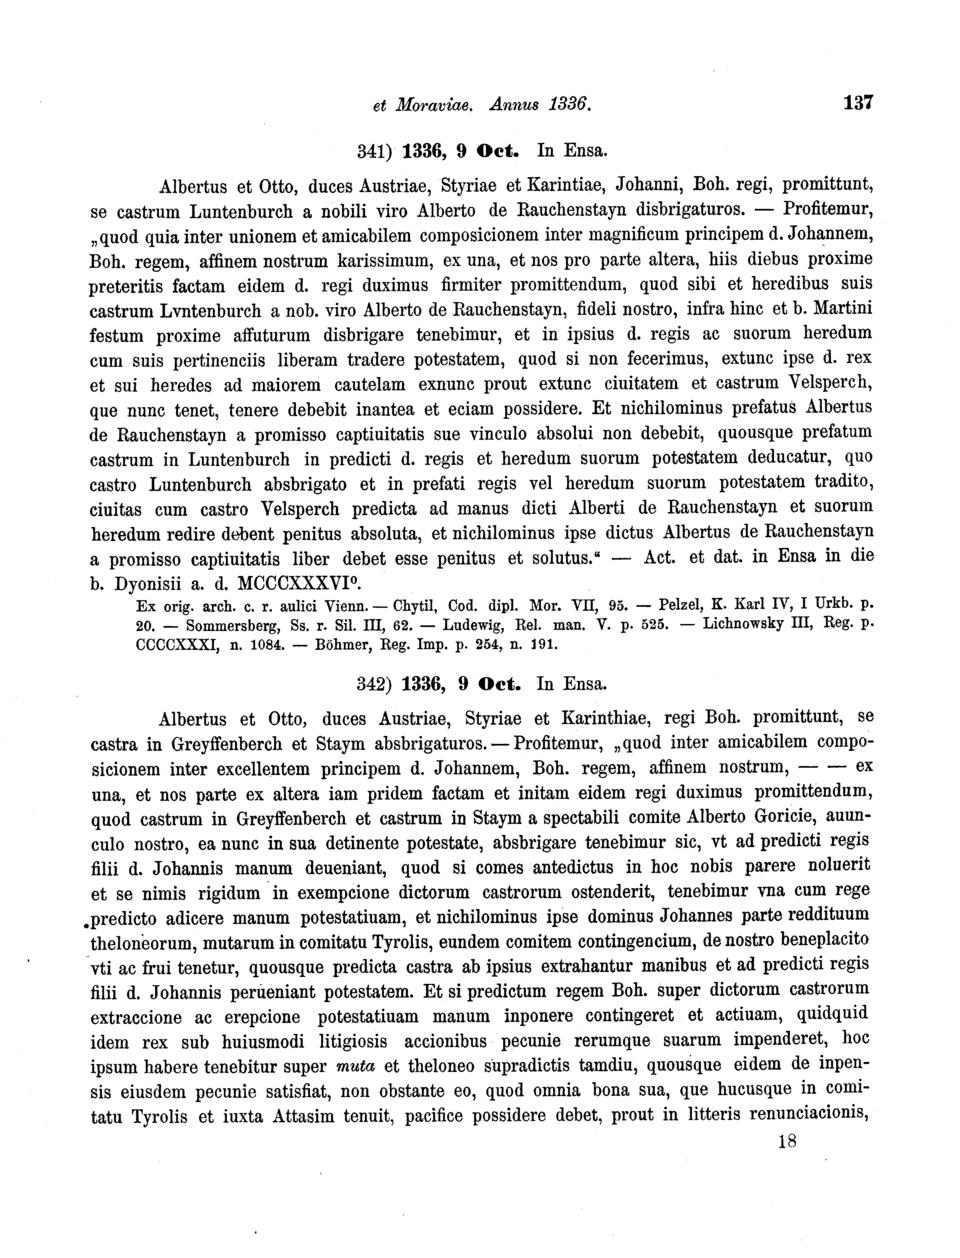 et Moraviae. Annus 1336. 137
341) 1336, 9 Oct. In Ensa.
Albertus et Otto, duces Austriae, Styriae et Karintiae, Johanni, Boh. regi, promittunt,
se castrum Luntenburch a nobili viro Alberto de Rauchenstayn disbrigaturos. — Profitemur,
„quod quia inter unionem et amicabilem composicionem inter magnificum principem d. Johannem,
Boh. regem, affinem nostrum karissimum, ex una, et nos pro parte altera, hiis diebus proxime
preteritis factam eidem d. regi duximus firmiter promittendum, quod sibi et heredibus suis
castrum Lvntenburch a nob. viro Alberto de Rauchenstayn, fideli nostro, infra hinc et b. Martini
festum proxime affuturum disbrigare tenebimur, et in ipsius d. regis ac suorum heredum
cum suis pertinenciis liberam tradere potestatem, quod si non fecerimus, extunc ipse d. rex
et sui heredes ad maiorem cautelam exnunc prout extunc ciuitatem et castrum Velsperch,
que nunc tenet, tenere debebit inantea et eciam possidere. Et nichilominus prefatus Albertus
de Rauchenstayn a promisso captiuitatis sue vinculo absolui non debebit, quousque prefatum
castrum in Luntenburch in predicti d. regis et heredum suorum potestatem deducatur, quo
castro Luntenburch absbrigato et in prefati regis vel heredum suorum potestatem tradito,
ciuitas cum castro Velsperch predicta ad manus dicti Alberti de Rauchenstayn et suorum
heredum redire debent penitus absoluta, et nichilominus ipse dictus Albertus de Rauchenstayn
a promisso captiuitatis liber debet esse penitus et solutus.“ — Act. et dat. in Ensa in die
b. Dyonisii a. d. MCCCXXXVI⁰.
Ex orig. arch. c. r. aulici Vienn. — Chytil, Cod. dipl. Mor. VII, 95. — Pelzel, K. Karl IV, I Urkb. p.
20. — Sommersberg, Ss. r. Sil. III, 62. — Ludewig, Rel. man. V. p. 525. — Lichnowsky III, Reg. p.
CCCCXXXI, n. 1084. — Böhmer, Reg. Imp. p. 254, n. 191.
342) 1336, 9 Oct. In Ensa.
Albertus et Otto, duces Austriae, Styriae et Karinthiae, regi Boh. promittunt, se
castra in Greyffenberch et Staym absbrigaturos. — Profitemur, „quod inter amicabilem compo-
sicionem inter excellentem principem d. Johannem, Boh. regem, affinem nostrum, — — ex
una, et nos parte ex altera iam pridem factam et initam eidem regi duximus promittendum,
quod castrum in Greyffenberch et castrum in Staym a spectabili comite Alberto Goricie, auun-
culo nostro, ea nunc in sua detinente potestate, absbrigare tenebimur sic, vt ad predicti regis
filii d. Johannis manum deueniant, quod si comes antedictus in hoc nobis parere noluerit
et se nimis rigidum in exempcione dictorum castrorum ostenderit, tenebimur vna cum rege
predicto adicere manum potestatiuam, et nichilominus ipse dominus Johannes parte reddituum
theloneorum, mutarum in comitatu Tyrolis, eundem comitem contingencium, de nostro beneplacito
vti ac frui tenetur, quousque predicta castra ab ipsius extrahantur manibus et ad predicti regis
filii d. Johannis perueniant potestatem. Et si predictum regem Boh. super dictorum castrorum
extraccione ac erepcione potestatiuam manum inponere contingeret et actiuam, quidquid
idem rex sub huiusmodi litigiosis accionibus pecunie rerumque suarum impenderet, hoc
ipsum habere tenebitur super muta et theloneo supradictis tamdiu, quousque eidem de inpen-
sis eiusdem pecunie satisfiat, non obstante eo, quod omnia bona sua, que hucusque in comi-
tatu Tyrolis et iuxta Attasim tenuit, pacifice possidere debet, prout in litteris renunciacionis,
18